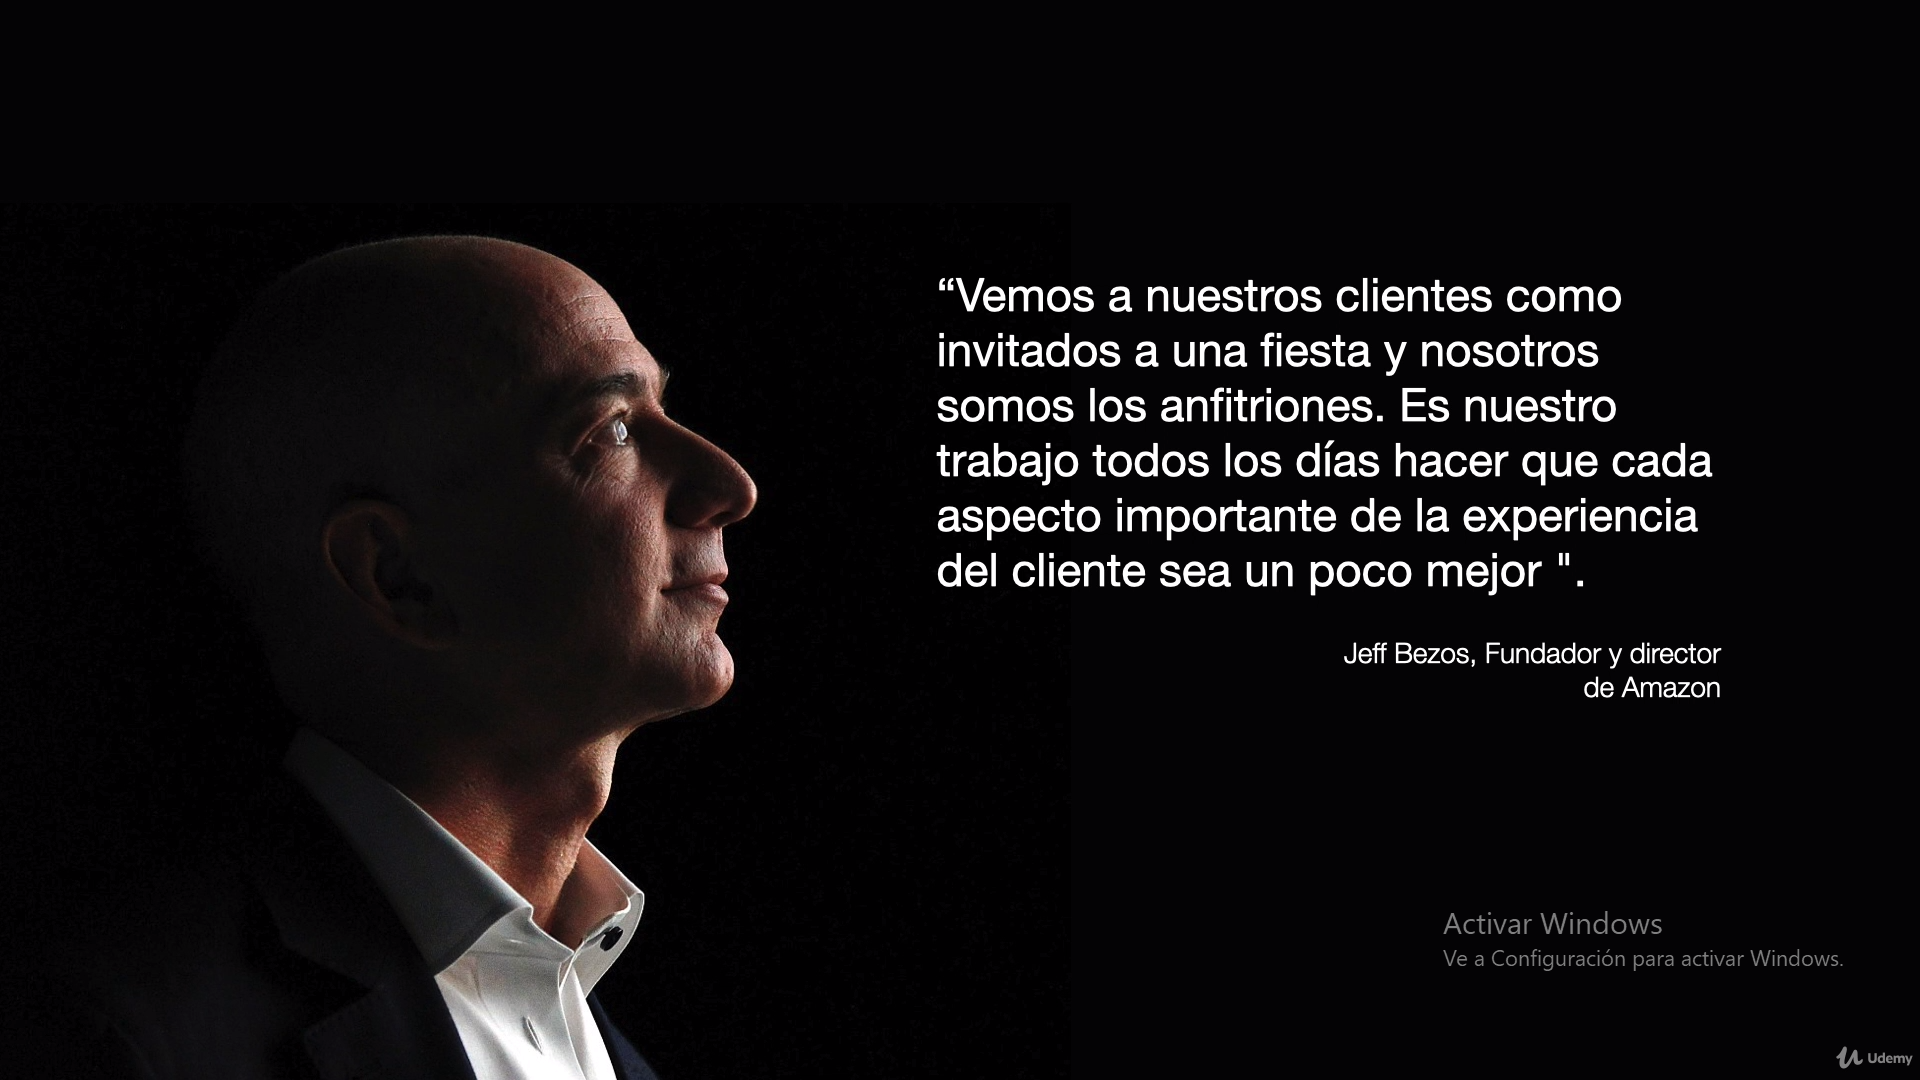 “Vemos a nuestros clientes como
invitados a una fiesta y nosotros
somos los anfitriones. Es nuestro
trabajo todos los días hacer que cada
aspecto importante de la experiencia
del cliente sea un poco mejor ".
Jeff Bezos, Fundador y director
de Amazon
Activar Windows
Ve a Configuración para activar Windows.
Udemy